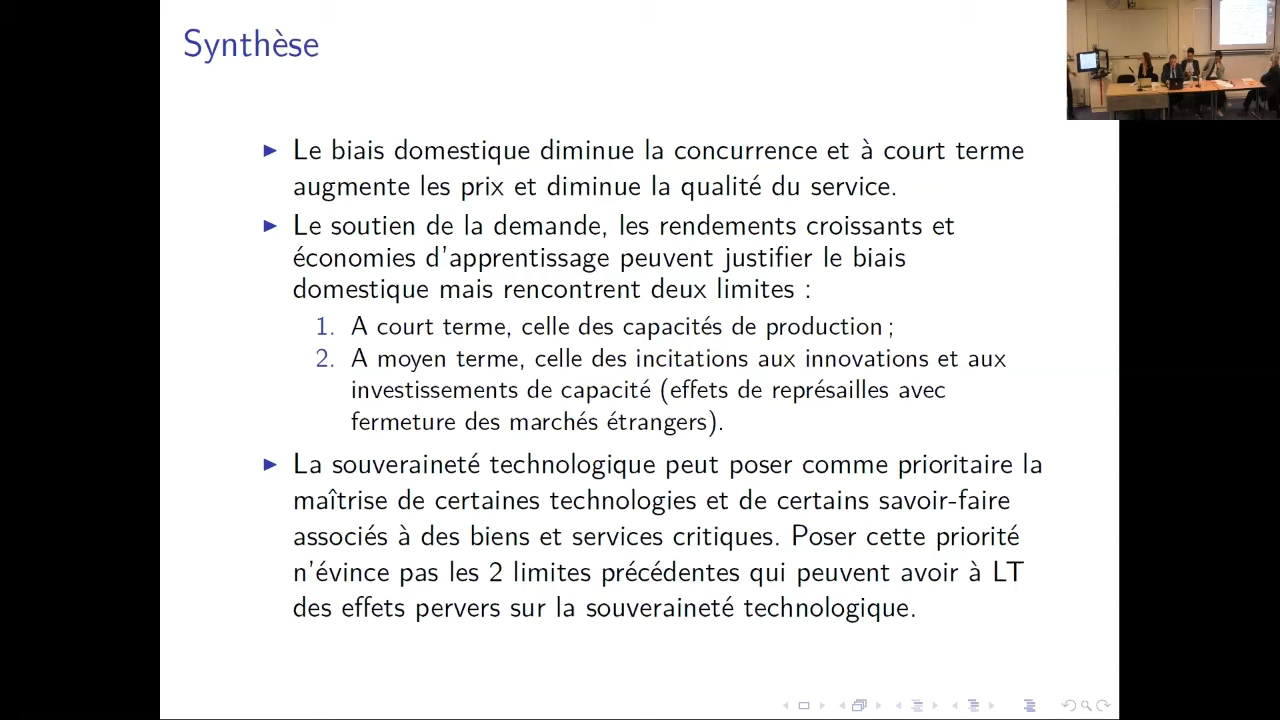 Synthèse
Le biais domestique diminue la concurrence et à court terme
augmente les prix et diminue la qualité du service.
Le soutien de la demande, les rendements croissants et
économies d'apprentissage peuvent justifier le biais
domestique mais rencontrent deux limites :
1. A court terme, celle des capacités de production ;
2. A moyen terme, celle des incitations aux innovations et aux
investissements de capacité (effets de représailles avec
fermeture des marchés étrangers).
La souveraineté technologique peut poser comme prioritaire la
maîtrise de certaines technologies et de certains savoir-faire
associés à des biens et services critiques. Poser cette priorité
n'évince pas les 2 limites précédentes qui peuvent avoir à LT
des effets pervers sur la souveraineté technologique.